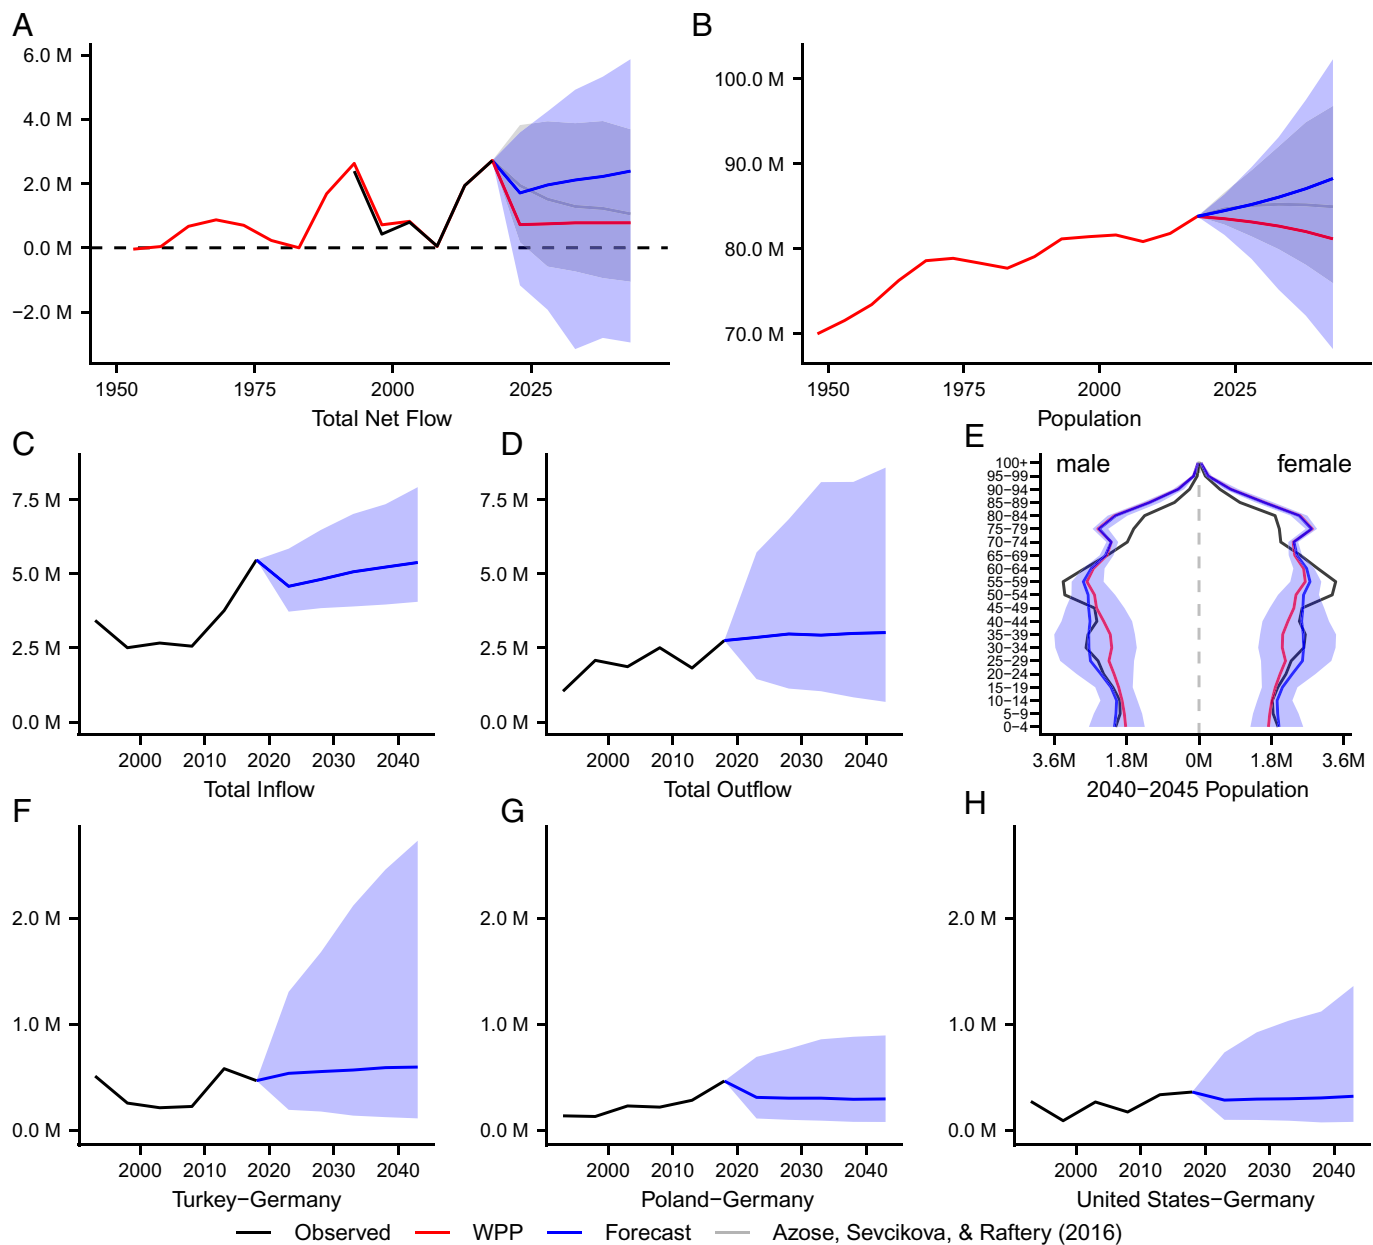 A
6.0 M
4.0 M
2.0 M
0.0 M
−2.0 M
1950 1975 2000 2025
Total Net Flow
B
100.0 M
90.0 M
80.0 M
70.0 M
1950 1975 2000 2025
Population
C
7.5 M
5.0 M
2.5 M
0.0 M
2000 2010 2020 2030 2040
Total Inflow
D
7.5 M
5.0 M
2.5 M
0.0 M
2000 2010 2020 2030 2040
Total Outflow
E
male female
100+
95−99
90−94
85−89
80−84
75−79
70−74
65−69
60−64
55−59
50−54
45−49
40−44
35−39
30−34
25−29
20−24
15−19
10−14
5−9
0−4
3.6M 1.8M 0M 1.8M 3.6M
2040−2045 Population
F
2.0 M
1.0 M
0.0 M
2000 2010 2020 2030 2040
Turkey−Germany
G
2.0 M
1.0 M
0.0 M
2000 2010 2020 2030 2040
Poland−Germany
H
2.0 M
1.0 M
0.0 M
2000 2010 2020 2030 2040
United States−Germany
Observed WPP Forecast Azose, Sevcikova, & Raftery (2016)